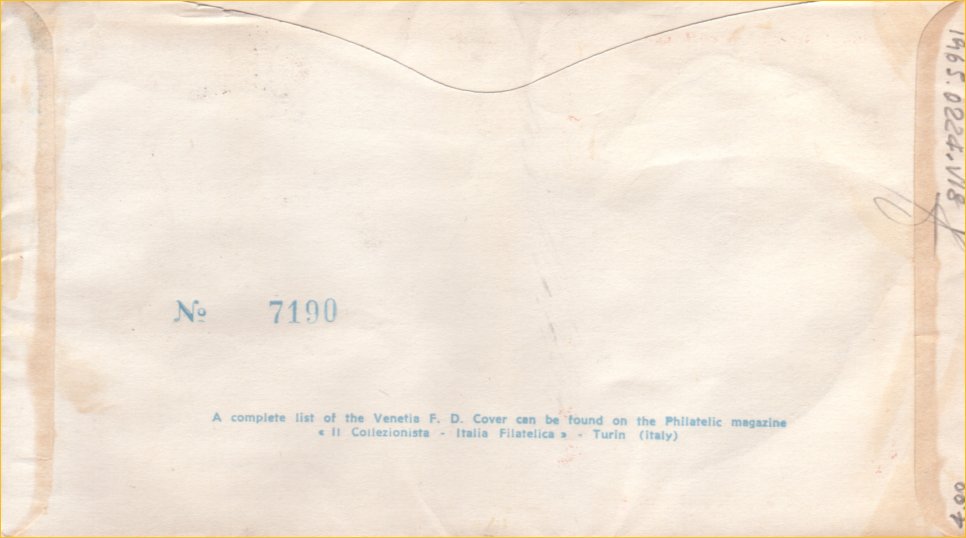 Nº 7190
A complete list of the Venetia F. D. Cover can be found on the Philatelic magazine
« Il Collezionista - Italia Filatelica » - Turin (Italy)
1965.0224.V18